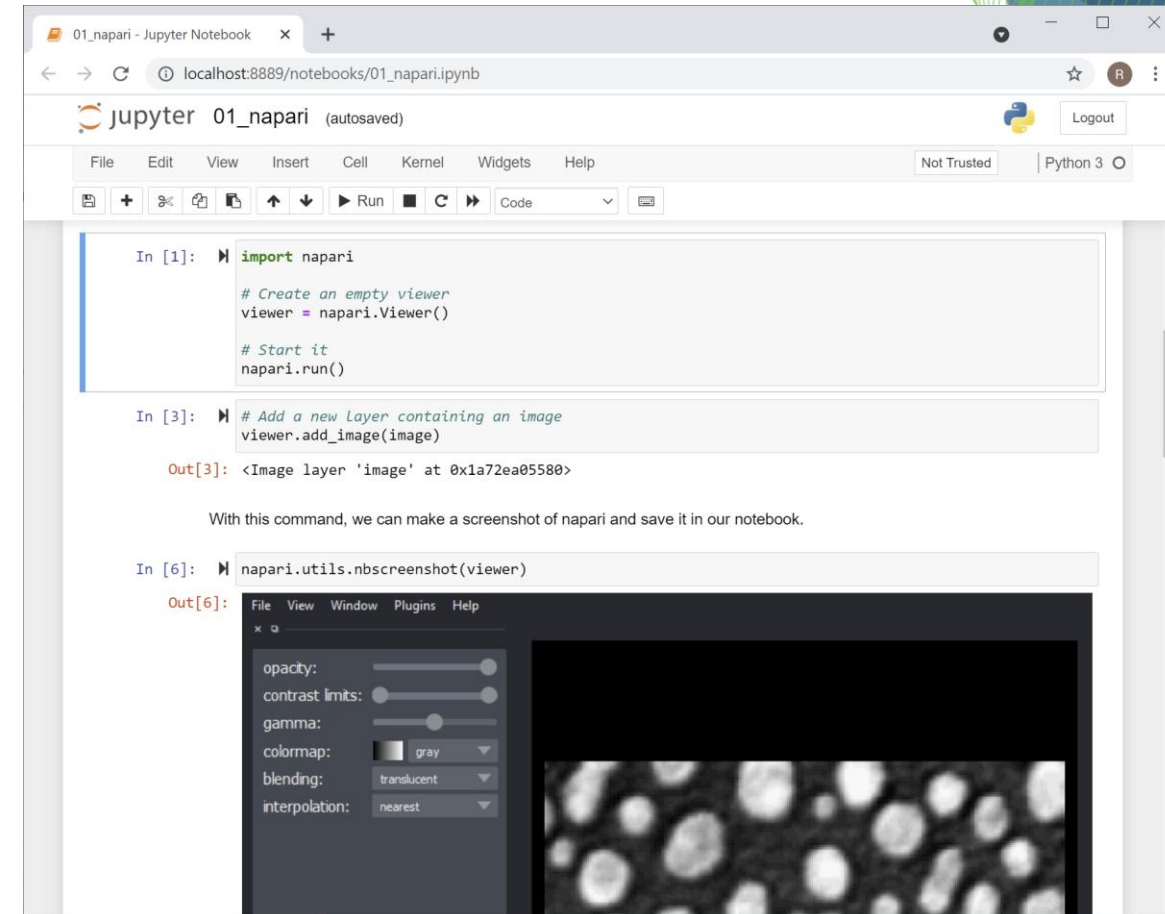 01_napari - Jupyter Notebook
localhost:8889/notebooks/01_napari.ipynb
R
jupyter 01_napari (autosaved)
Logout
File Edit View Insert Cell Kernel Widgets Help
Not Trusted
Python 3
Run
Code
In [1]: import napari
# Create an empty viewer
viewer = napari.Viewer()
# Start it
napari.run()
In [3]: # Add a new layer containing an image
viewer.add_image(image)
Out[3]: <Image layer 'image' at 0x1a72ea05580>
With this command, we can make a screenshot of napari and save it in our notebook.
In [6]: napari.utils.nbscreenshot(viewer)
Out[6]:
File View Window Plugins Help
opacity:
contrast limits:
gamma:
colormap: gray
blending: translucent
interpolation: nearest